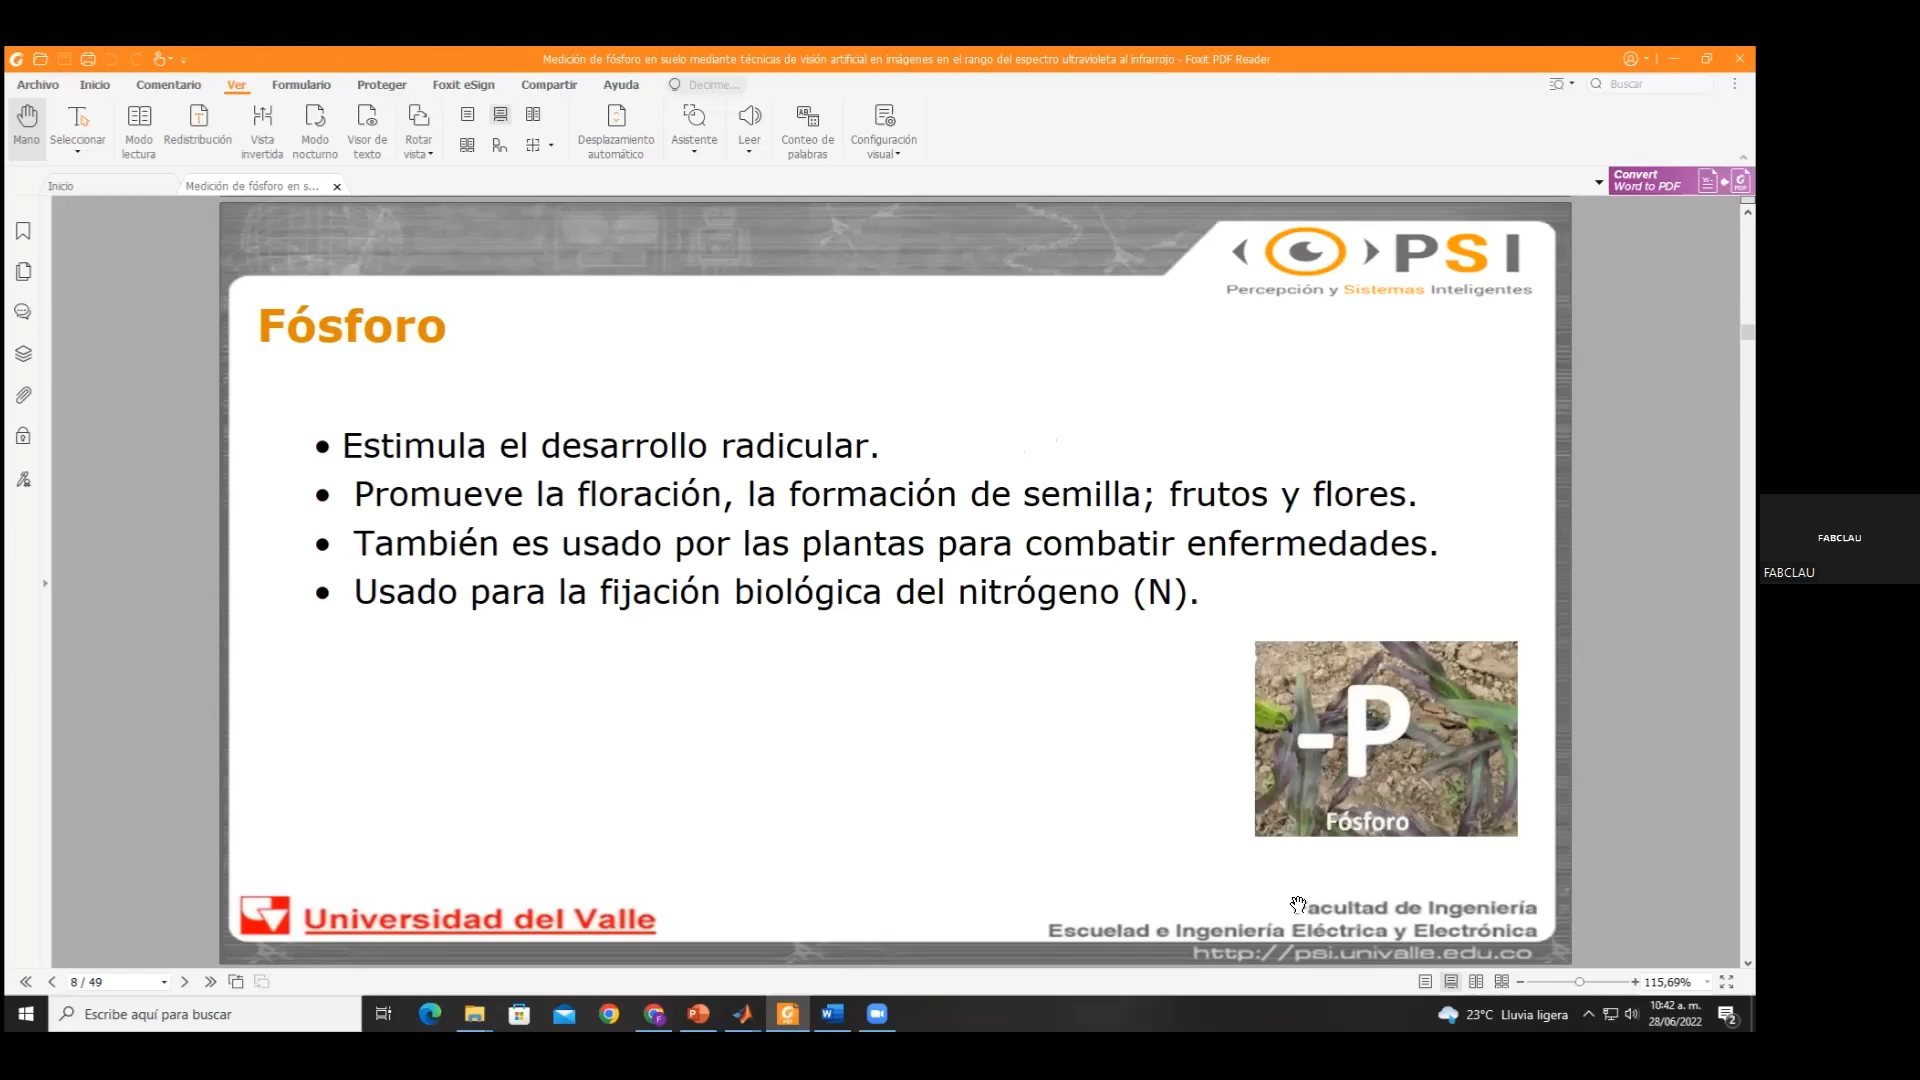 Medición de fósforo en suelo mediante técnicas de visión artificial en imágenes en el rango del espectro ultravioleta al infrarrojo - Foxit PDF Reader
Archivo Inicio Comentario Ver Formulario Proteger Foxit eSign Compartir Ayuda Decirme... Buscar
Mano Seleccionar Modo lectura Redistribución Vista invertida Modo nocturno Visor de texto Rotar vista Desplazamiento automático Asistente Leer Conteo de palabras Configuración visual
Inicio Medición de fósforo en s...
Convert
Word to PDF
PSI
Percepción y Sistemas Inteligentes
Fósforo
• Estimula el desarrollo radicular.
• Promueve la floración, la formación de semilla; frutos y flores.
• También es usado por las plantas para combatir enfermedades.
• Usado para la fijación biológica del nitrógeno (N).
-P
Fósforo
FABCLAU
FABCLAU
Universidad del Valle
acultad de Ingeniería
Escuelad e Ingeniería Eléctrica y Electrónica
http://psi.univalle.edu.co
8 / 49
115,69%
Escribe aquí para buscar
23°C Lluvia ligera
10:42 a. m.
28/06/2022
2